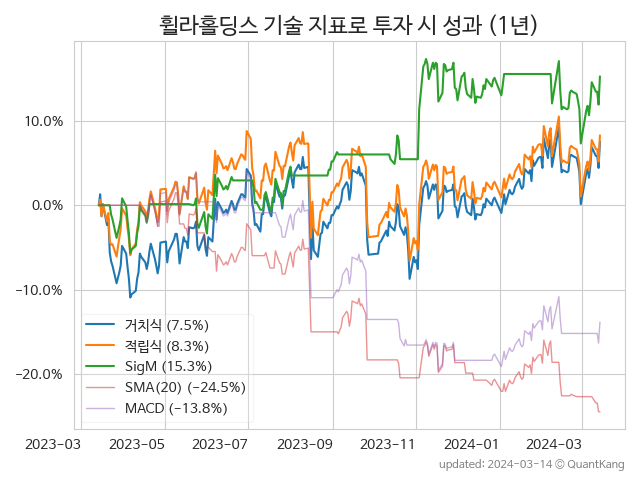 휠라홀딩스 기술 지표로 투자 시 성과 (1년)
10.0%
0.0%
−10.0%
−20.0%
거치식 (7.5%)
적립식 (8.3%)
SigM (15.3%)
SMA(20) (−24.5%)
MACD (−13.8%)
2023-03 2023-05 2023-07 2023-09 2023-11 2024-01 2024-03
updated: 2024-03-14 © QuantKang